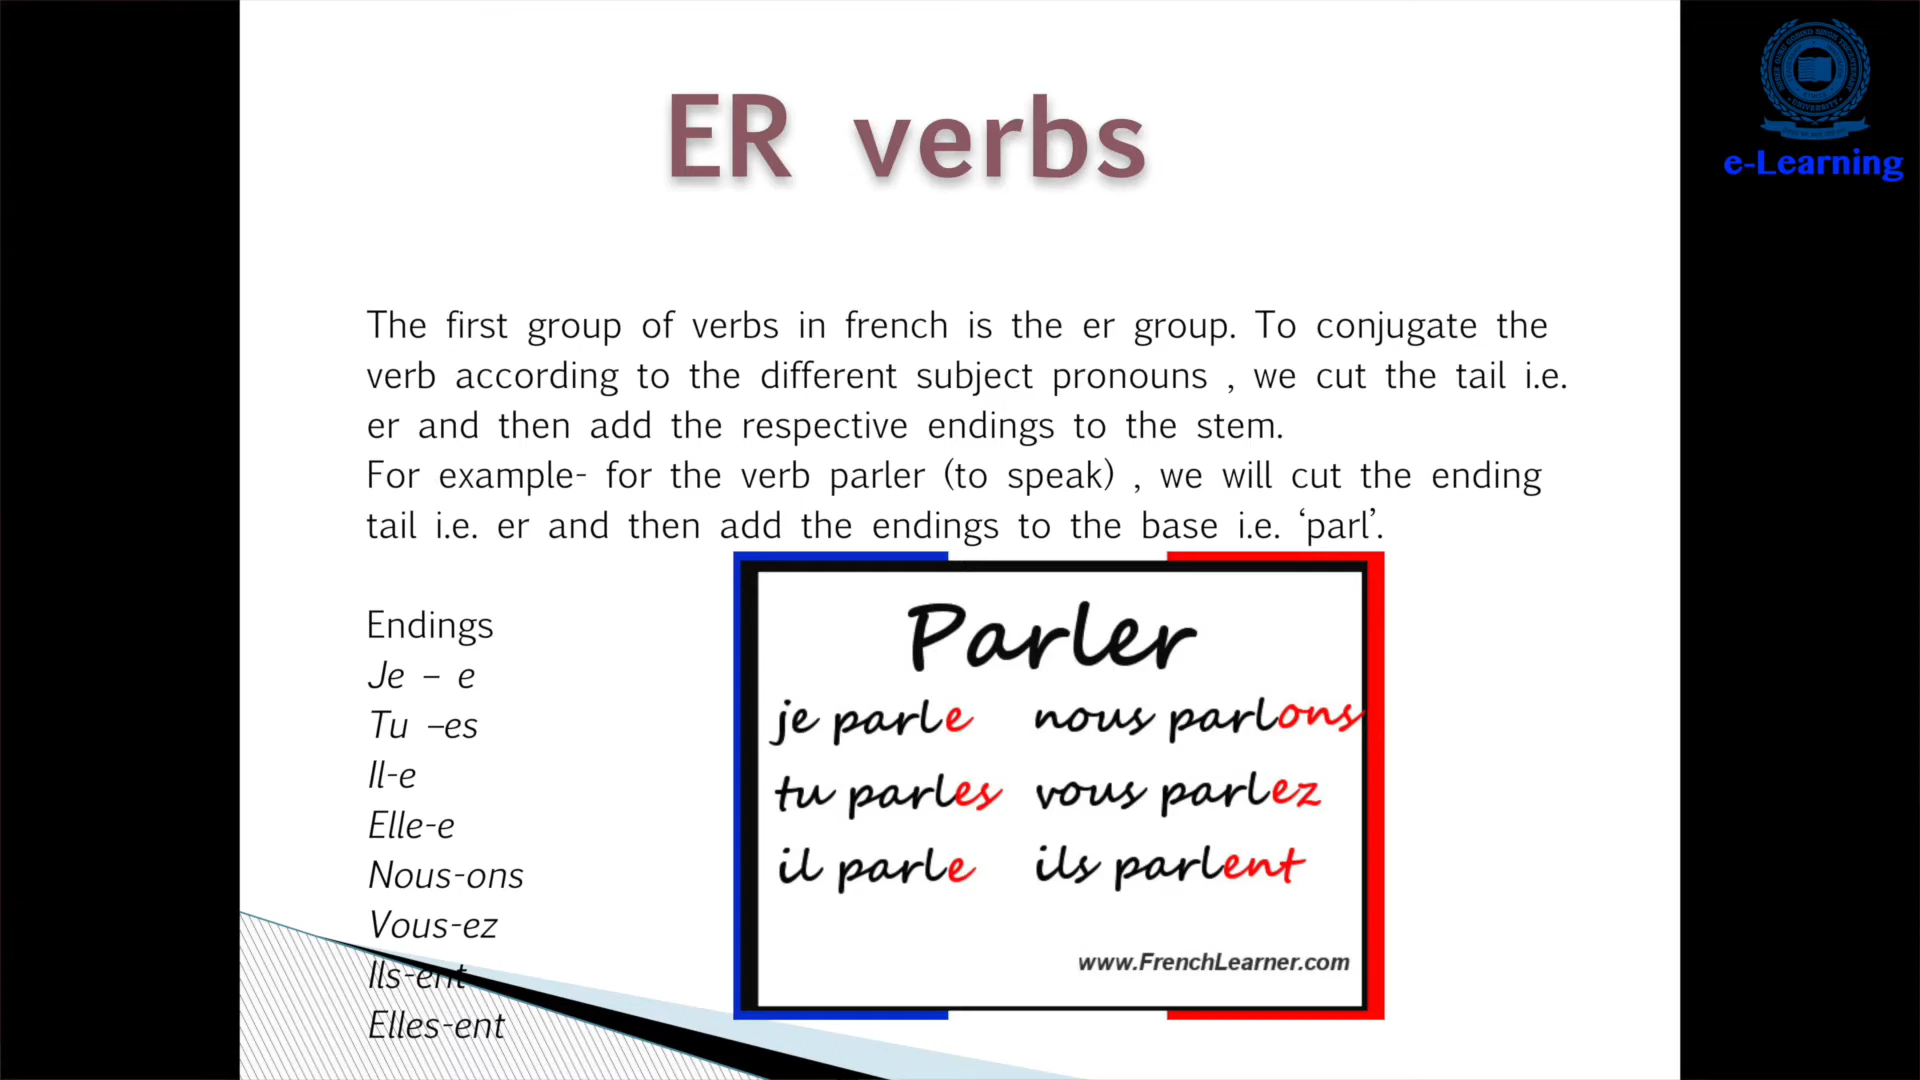 ER verbs
e-Learning
The first group of verbs in french is the er group. To conjugate the
verb according to the different subject pronouns , we cut the tail i.e.
er and then add the respective endings to the stem.
For example- for the verb parler (to speak) , we will cut the ending
tail i.e. er and then add the endings to the base i.e. ‘parl’.
Endings
Je – e
Tu –es
Il-e
Elle-e
Nous-ons
Vous-ez
Ils-ent
Elles-ent
Parler
je parle nous parlons
tu parles vous parlez
il parle ils parlent
www.FrenchLearner.com